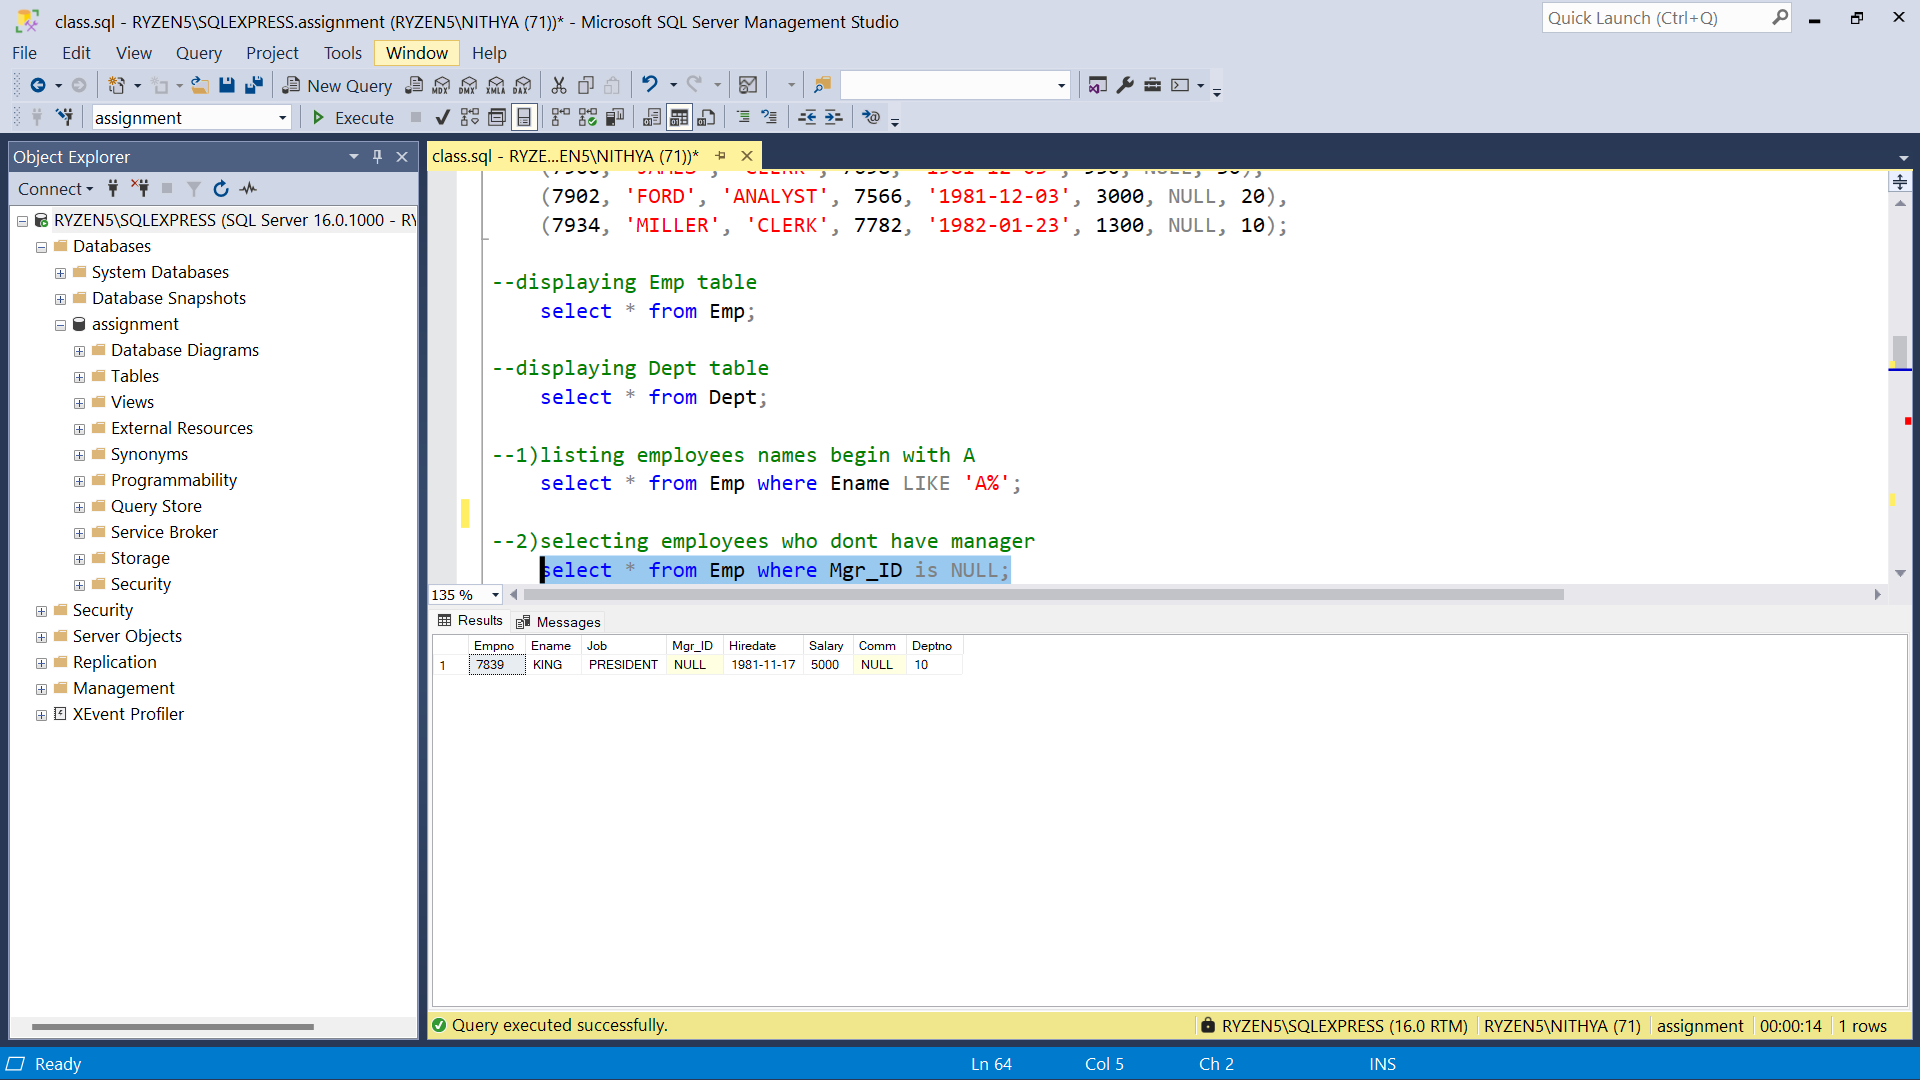 class.sql - RYZEN5\SQLEXPRESS.assignment (RYZEN5\NITHYA (71))* - Microsoft SQL Server Management Studio
Quick Launch (Ctrl+Q)
File Edit View Query Project Tools Window Help
New Query MDX DMX XMLA DAX
assignment Execute
Object Explorer
Connect
RYZEN5\SQLEXPRESS (SQL Server 16.0.1000 - RY
Databases
System Databases
Database Snapshots
assignment
Database Diagrams
Tables
Views
External Resources
Synonyms
Programmability
Query Store
Service Broker
Storage
Security
Security
Server Objects
Replication
Management
XEvent Profiler
class.sql - RYZE...EN5\NITHYA (71))*
(7902, 'FORD', 'ANALYST', 7566, '1981-12-03', 3000, NULL, 20),
(7934, 'MILLER', 'CLERK', 7782, '1982-01-23', 1300, NULL, 10);
--displaying Emp table
select * from Emp;
--displaying Dept table
select * from Dept;
--1)listing employees names begin with A
select * from Emp where Ename LIKE 'A%';
--2)selecting employees who dont have manager
select * from Emp where Mgr_ID is NULL;
135 %
Results Messages
Empno Ename Job Mgr_ID Hiredate Salary Comm Deptno
1 7839 KING PRESIDENT NULL 1981-11-17 5000 NULL 10
Query executed successfully.
RYZEN5\SQLEXPRESS (16.0 RTM) RYZEN5\NITHYA (71) assignment 00:00:14 1 rows
Ready Ln 64 Col 5 Ch 2 INS